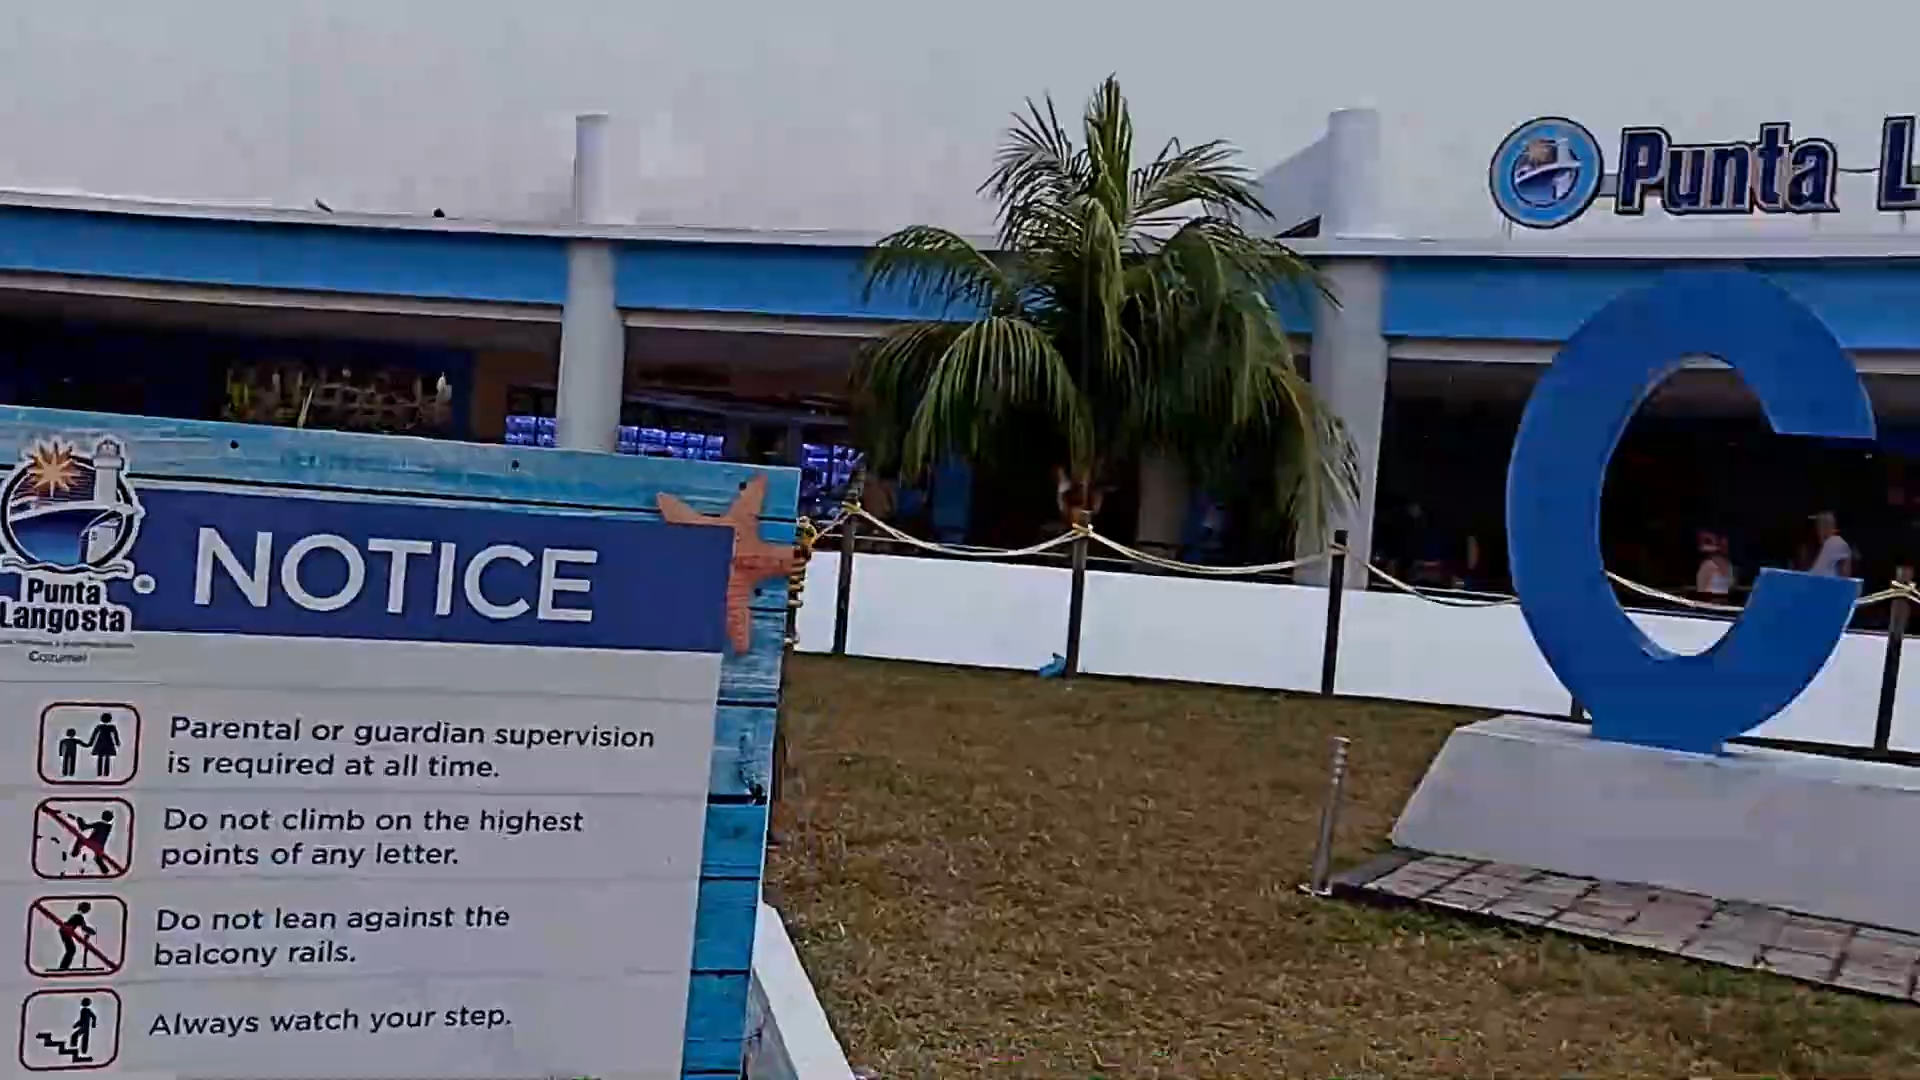 Punta L
Punta
Langosta
Cozumel
NOTICE
Parental or guardian supervision
is required at all time.
Do not climb on the highest
points of any letter.
Do not lean against the
balcony rails.
Always watch your step.
C